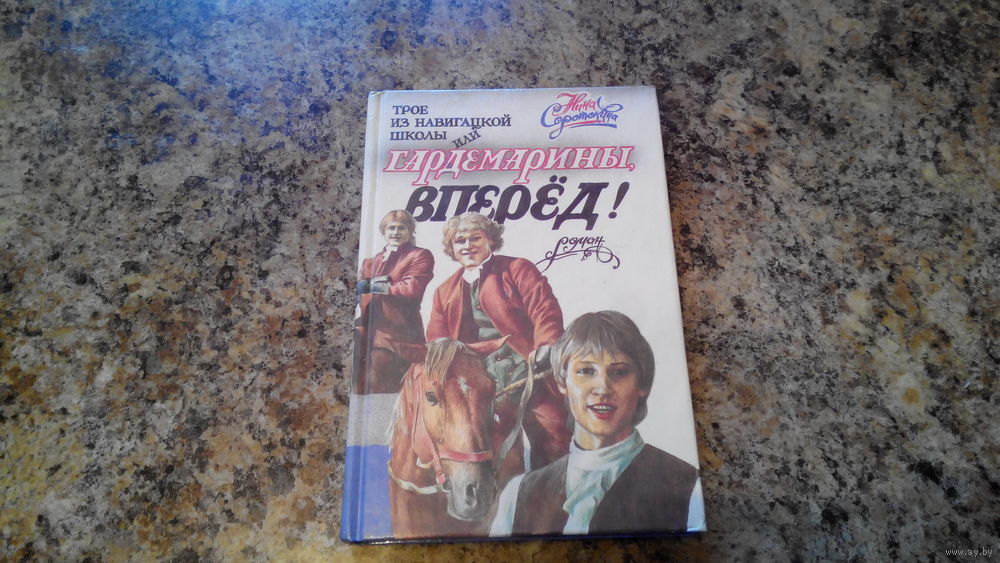 ТРОЕ
ИЗ НАВИГАЦКОЙ
ШКОЛЫ ИЛИ
Нина
Соротокина
ГАРДЕМАРИНЫ,
ВПЕРЁД!
роман
www.ay.by